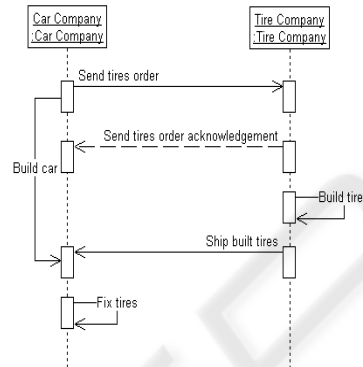 Car Company
:Car Company
Tire Company
:Tire Company
Send tires order
Send tires order acknowledgement
Build car
Build tire
Ship built tires
Fix tires